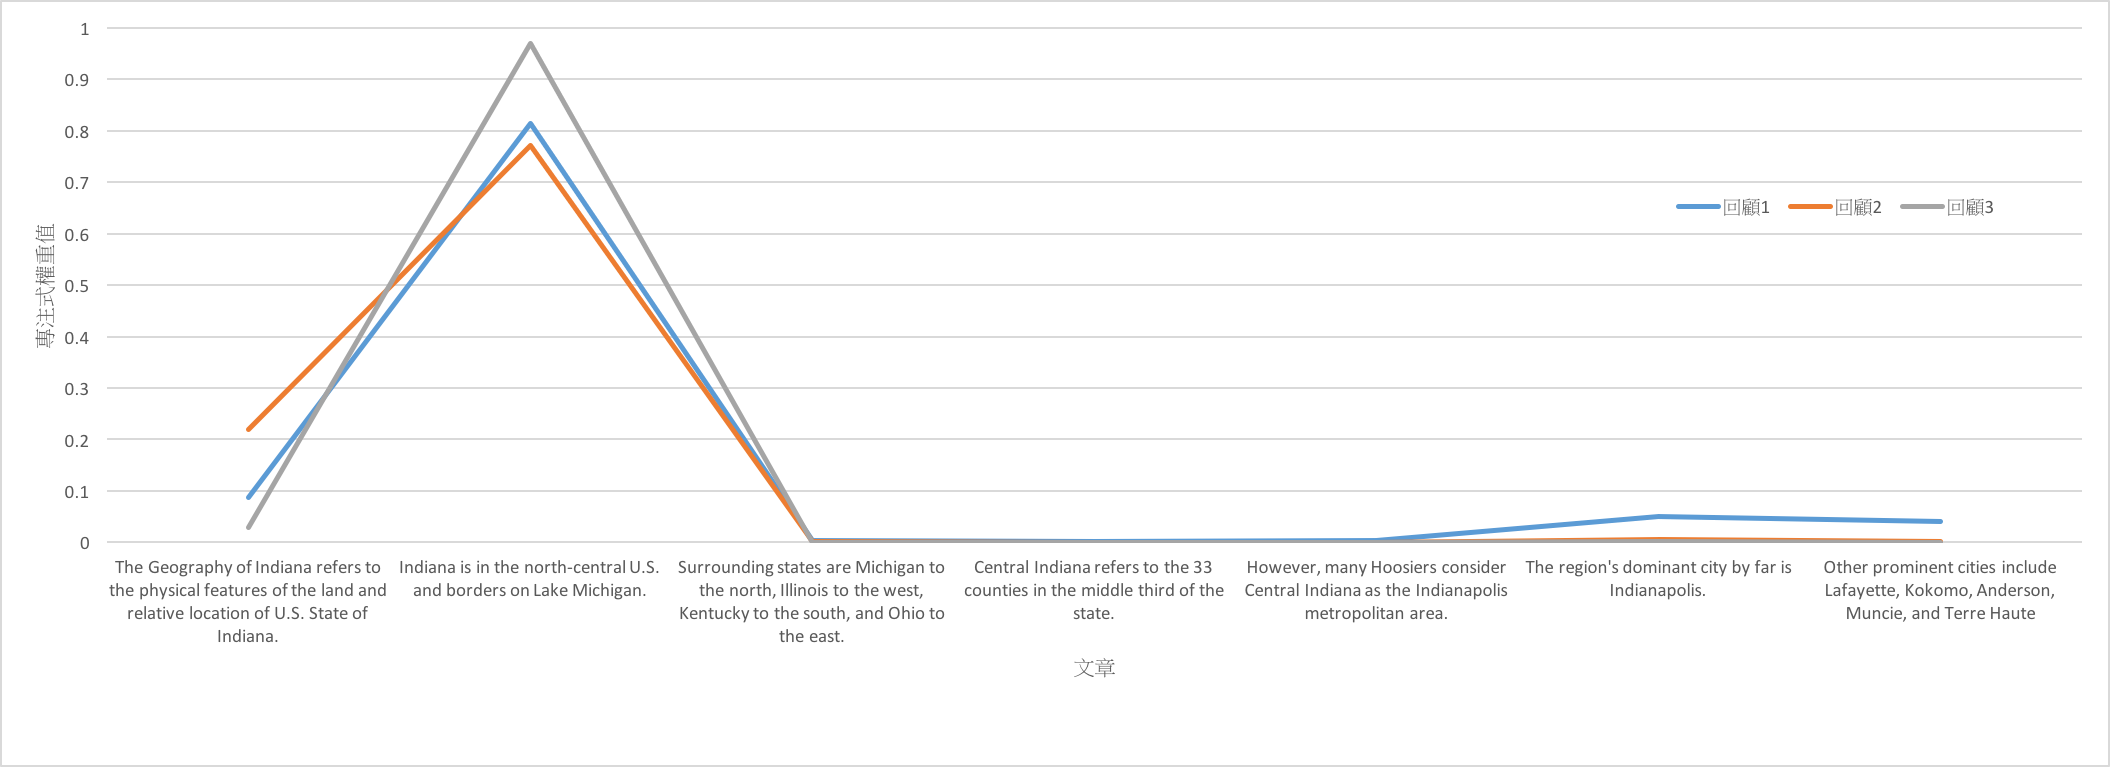 1
0.9
0.8
0.7
0.6
0.5
0.4
0.3
0.2
0.1
0
專注式權重值
回顧1
回顧2
回顧3
The Geography of Indiana refers to
the physical features of the land and
relative location of U.S. State of
Indiana.
Indiana is in the north-central U.S.
and borders on Lake Michigan.
Surrounding states are Michigan to
the north, Illinois to the west,
Kentucky to the south, and Ohio to
the east.
Central Indiana refers to the 33
counties in the middle third of the
state.
However, many Hoosiers consider
Central Indiana as the Indianapolis
metropolitan area.
The region's dominant city by far is
Indianapolis.
Other prominent cities include
Lafayette, Kokomo, Anderson,
Muncie, and Terre Haute
文章